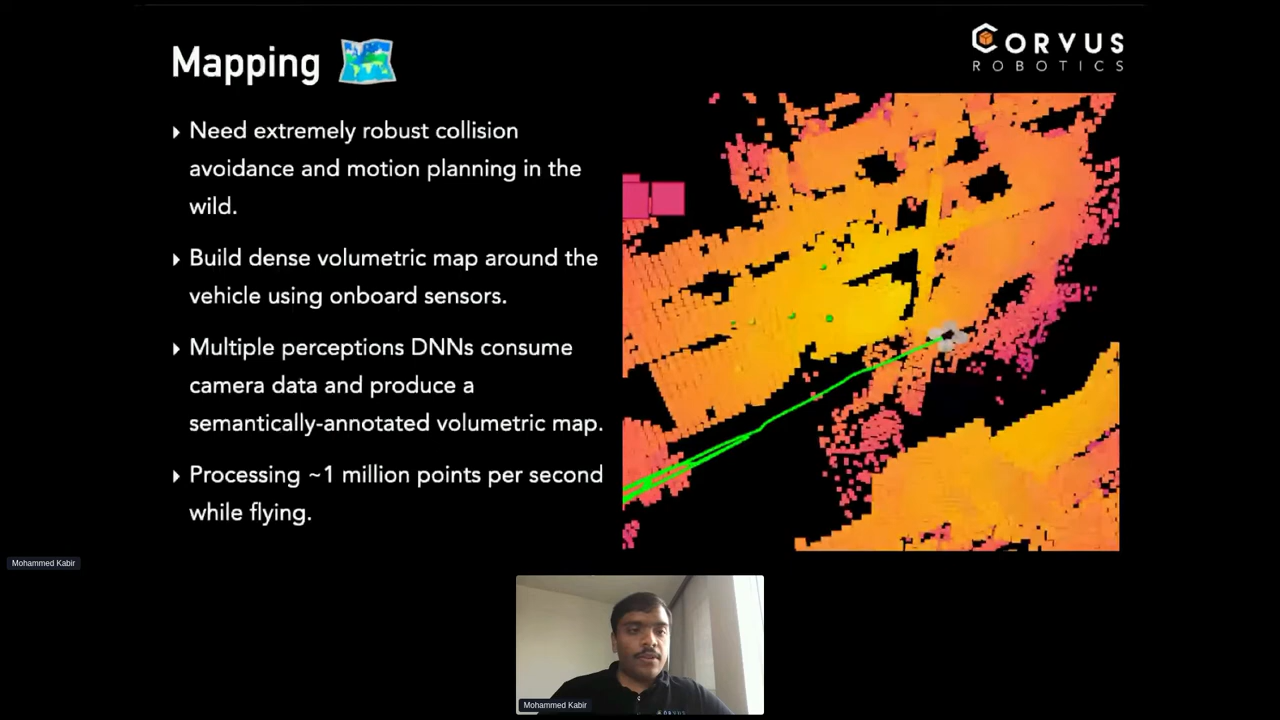 Mapping
CORVUS
ROBOTICS
Need extremely robust collision
avoidance and motion planning in the
wild.
Build dense volumetric map around the
vehicle using onboard sensors.
Multiple perceptions DNNs consume
camera data and produce a
semantically-annotated volumetric map.
Processing ~1 million points per second
while flying.
Mohammed Kabir
Mohammed Kabir